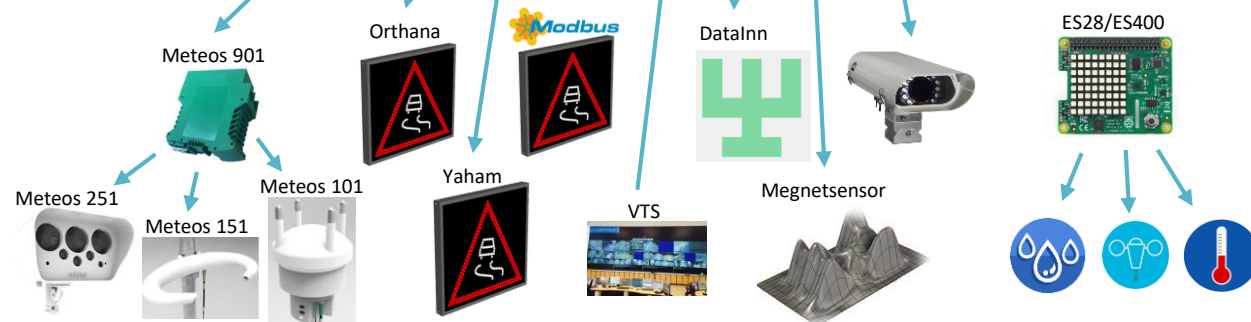 ES28/ES400
Orthana
Modbus
DataInn
Meteos 901
Meteos 101
Yaham
Meteos 251
Megnetsensor
VTS
Meteos 151